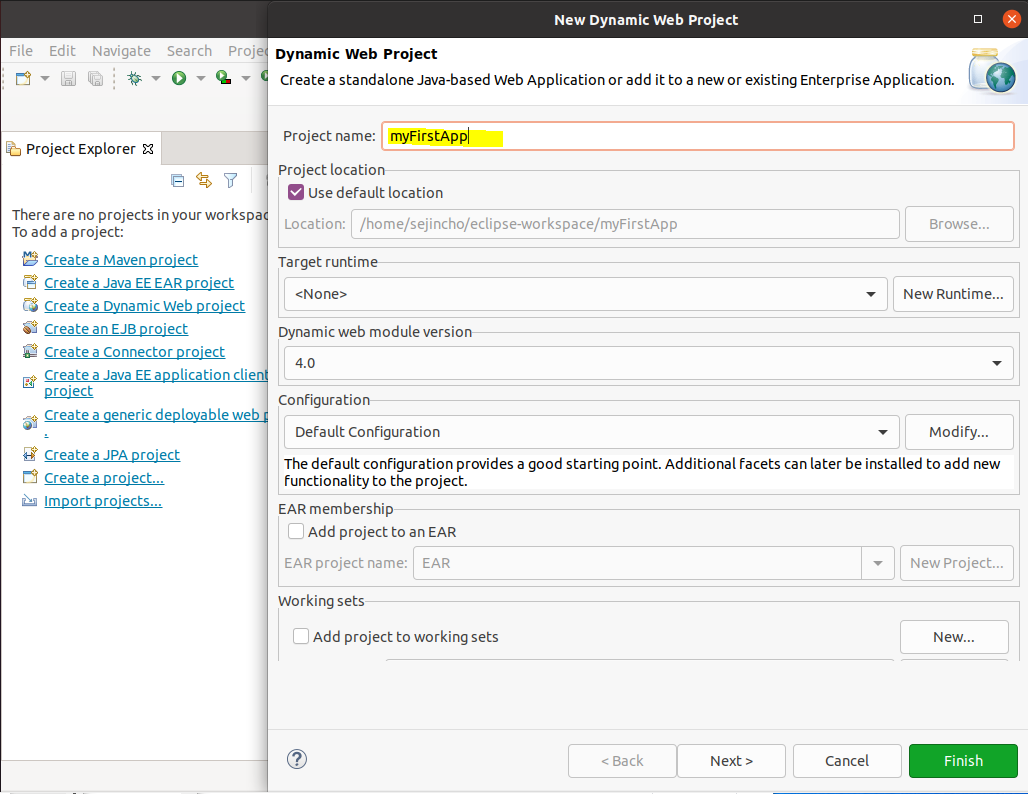 New Dynamic Web Project
File Edit Navigate Search Projec
Dynamic Web Project
Create a standalone Java-based Web Application or add it to a new or existing Enterprise Application.
Project Explorer
There are no projects in your workspac
To add a project:
Create a Maven project
Create a Java EE EAR project
Create a Dynamic Web project
Create an EJB project
Create a Connector project
Create a Java EE application client
project
Create a generic deployable web p
.
Create a JPA project
Create a project...
Import projects...
Project name: myFirstApp
Project location
Use default location
Location: /home/sejincho/eclipse-workspace/myFirstApp Browse...
Target runtime
<None> New Runtime...
Dynamic web module version
4.0
Configuration
Default Configuration Modify...
The default configuration provides a good starting point. Additional facets can later be installed to add new
functionality to the project.
EAR membership
Add project to an EAR
EAR project name: EAR New Project...
Working sets
Add project to working sets New...
< Back Next > Cancel Finish